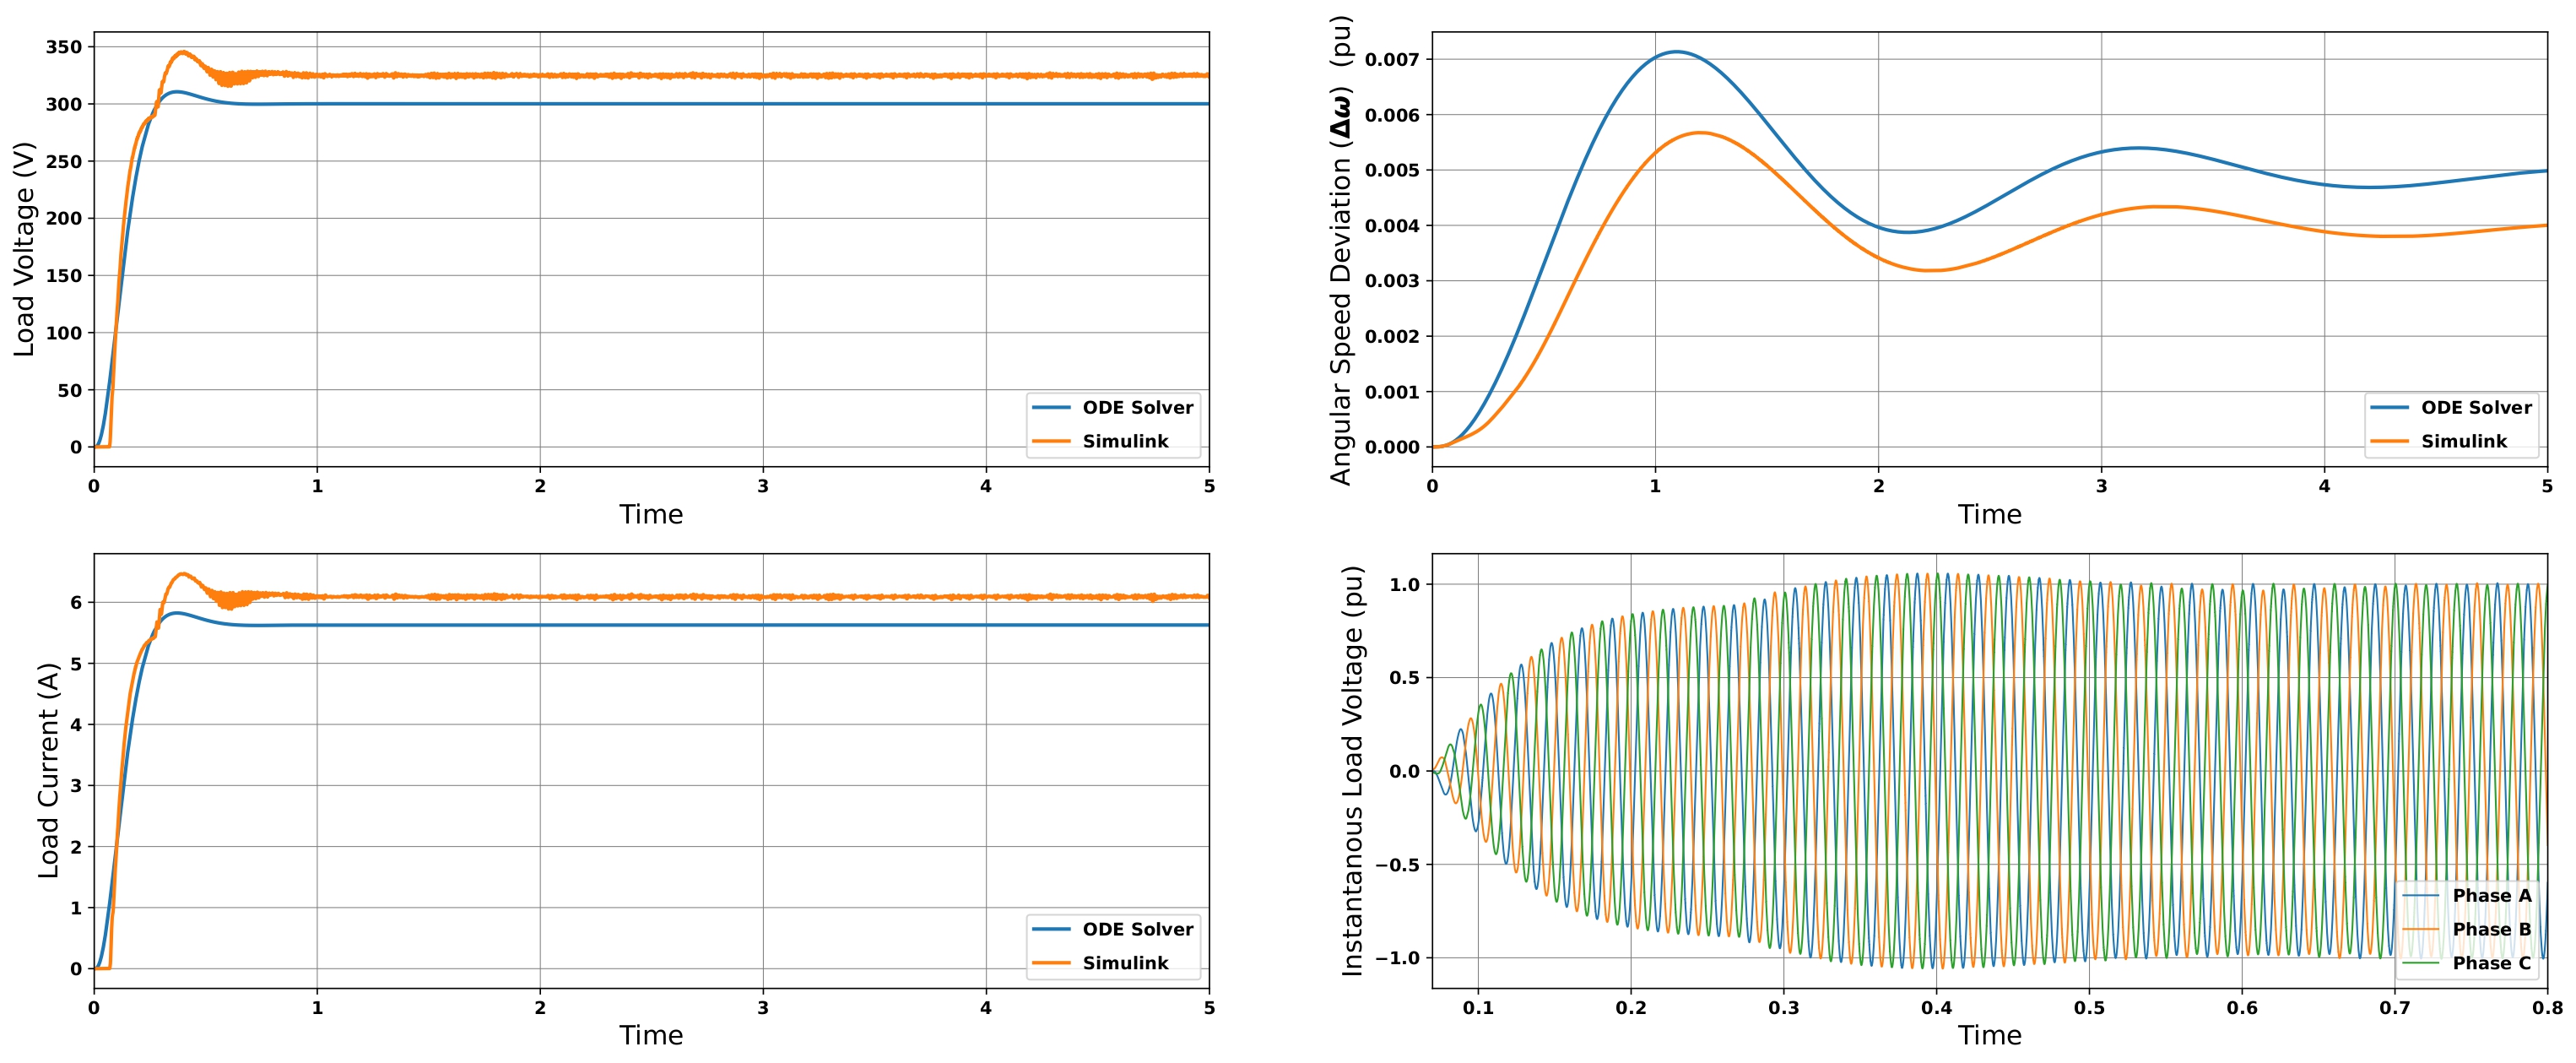 350
300
250
200
150
100
50
0
Load Voltage (V)
0 1 2 3 4 5
Time
ODE Solver
Simulink
0.007
0.006
0.005
0.004
0.003
0.002
0.001
0.000
Angular Speed Deviation (Δω) (pu)
0 1 2 3 4 5
Time
ODE Solver
Simulink
6
5
4
3
2
1
0
Load Current (A)
0 1 2 3 4 5
Time
ODE Solver
Simulink
1.0
0.5
0.0
−0.5
−1.0
Instantanous Load Voltage (pu)
0.1 0.2 0.3 0.4 0.5 0.6 0.7 0.8
Time
Phase A
Phase B
Phase C